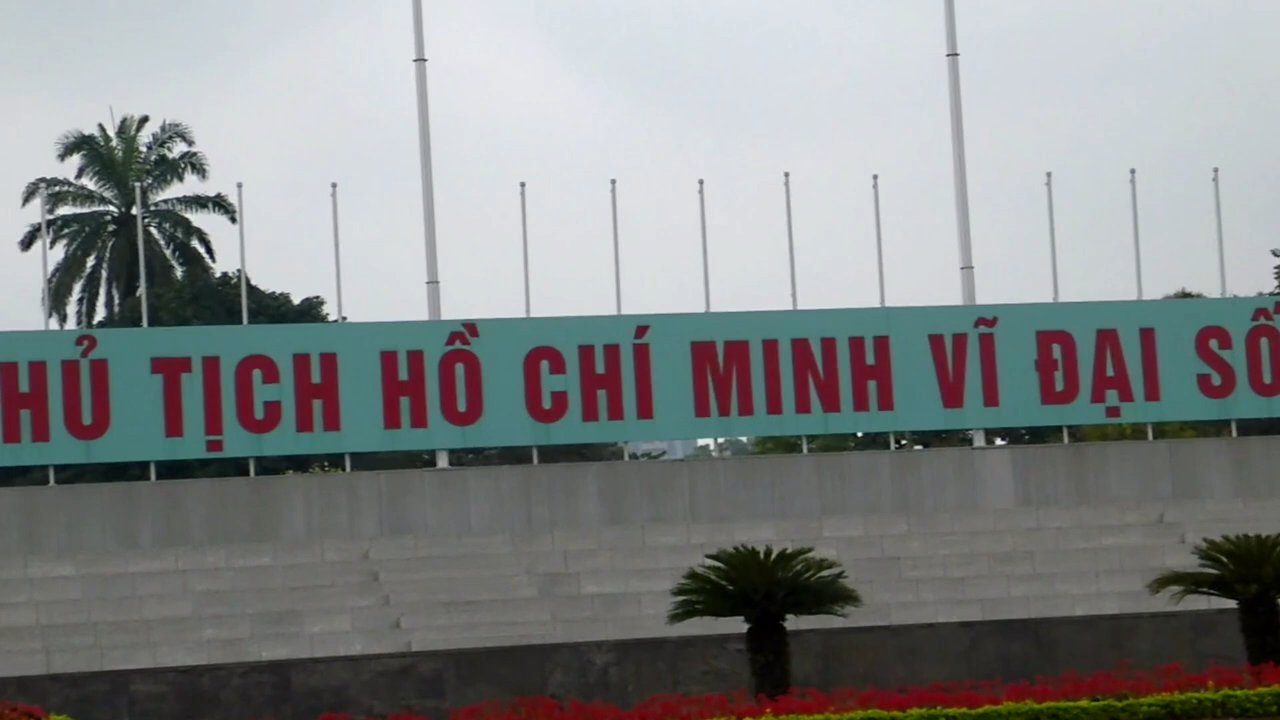 HỦ TỊCH HỒ CHÍ MINH VĨ ĐẠI SỐ